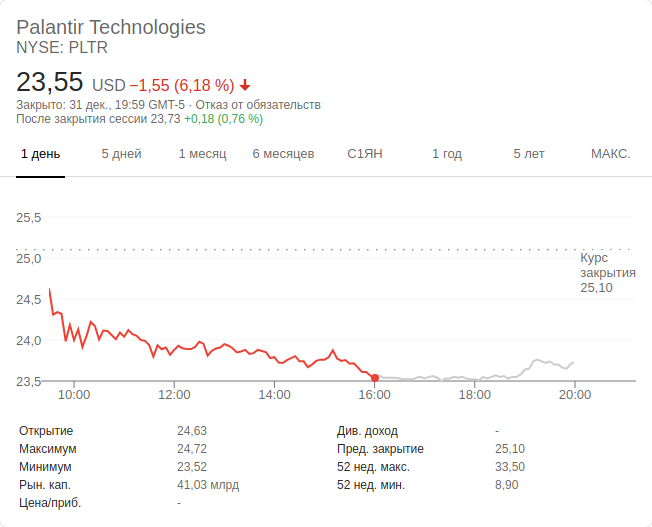 Palantir Technologies
NYSE: PLTR
23,55 USD −1,55 (6,18 %)
Закрыто: 31 дек., 19:59 GMT-5 · Отказ от обязательств
После закрытия сессии 23,73 +0,18 (0,76 %)
1 день 5 дней 1 месяц 6 месяцев С1ЯН 1 год 5 лет МАКС.
25,5
25,0
24,5
24,0
23,5
Курс
закрытия
25,10
10:00 12:00 14:00 16:00 18:00 20:00
Открытие 24,63 Див. доход -
Максимум 24,72 Пред. закрытие 25,10
Минимум 23,52 52 нед. макс. 33,50
Рын. кап. 41,03 млрд 52 нед. мин. 8,90
Цена/приб. -